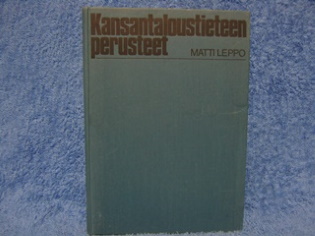 Kansantaloustieteen
perusteet
MATTI LEPPO